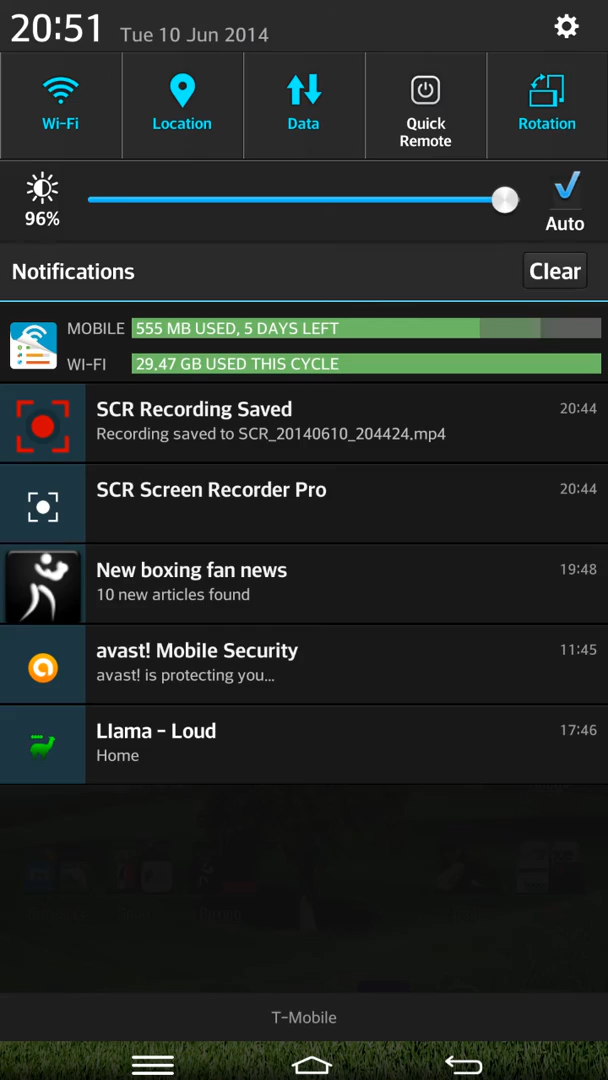 20:51 Tue 10 Jun 2014
Wi-Fi
Location
Data
Quick
Remote
Rotation
96%
Auto
Notifications
Clear
MOBILE 555 MB USED, 5 DAYS LEFT
WI-FI 29.47 GB USED THIS CYCLE
SCR Recording Saved 20:44
Recording saved to SCR_20140610_204424.mp4
SCR Screen Recorder Pro 20:44
New boxing fan news 19:48
10 new articles found
avast! Mobile Security 11:45
avast! is protecting you...
Llama - Loud 17:46
Home
T-Mobile